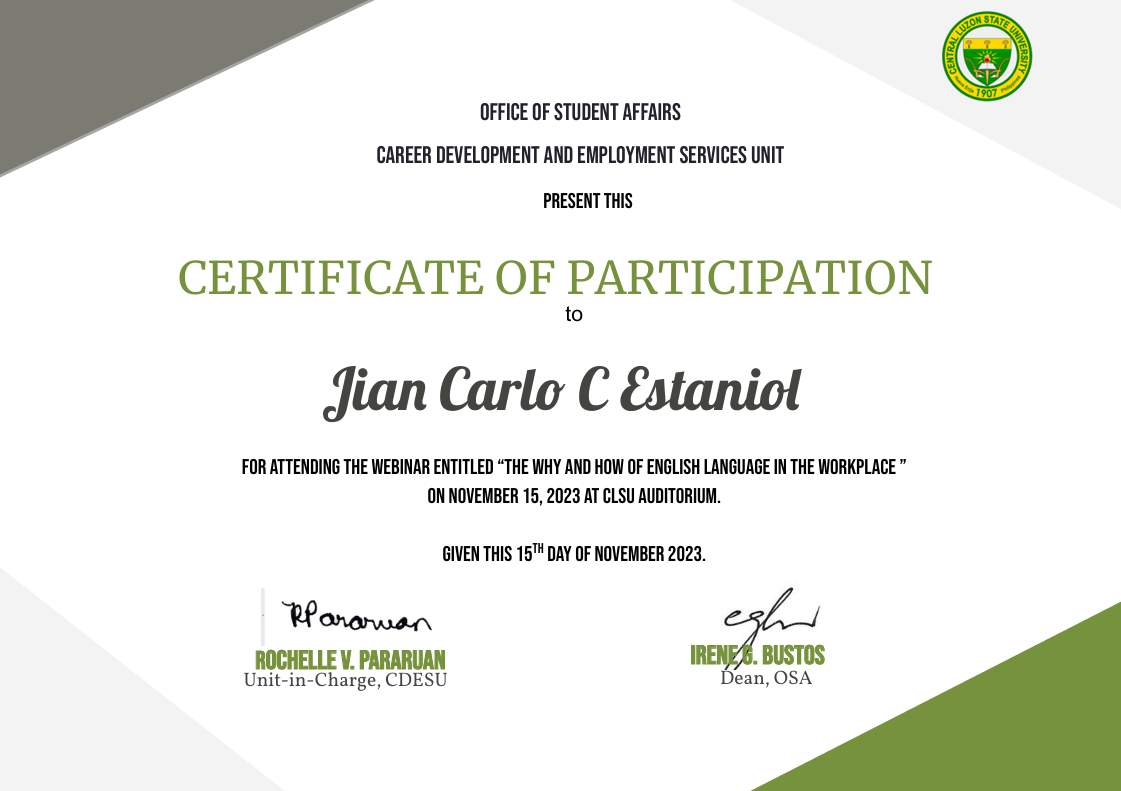 CENTRAL LUZON STATE UNIVERSITY
1907
OFFICE OF STUDENT AFFAIRS
CAREER DEVELOPMENT AND EMPLOYMENT SERVICES UNIT
PRESENT THIS
CERTIFICATE OF PARTICIPATION
to
Jian Carlo C Estaniol
FOR ATTENDING THE WEBINAR ENTITLED “THE WHY AND HOW OF ENGLISH LANGUAGE IN THE WORKPLACE ”
ON NOVEMBER 15, 2023 AT CLSU AUDITORIUM.
GIVEN THIS 15TH DAY OF NOVEMBER 2023.
RPararuan
ROCHELLE V. PARARUAN
Unit-in-Charge, CDESU
IRENE G. BUSTOS
Dean, OSA